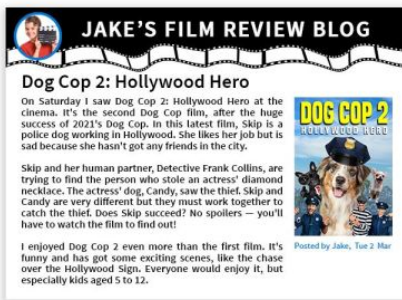 JAKE'S FILM REVIEW BLOG
Dog Cop 2: Hollywood Hero
On Saturday I saw Dog Cop 2: Hollywood Hero at the
cinema. It's the second Dog Cop film, after the huge
success of 2021's Dog Cop. In this latest film, Skip is a
police dog working in Hollywood. She likes her job but is
sad because she hasn't got any friends in the city.
Skip and her human partner, Detective Frank Collins, are
trying to find the person who stole an actress' diamond
necklace. The actress' dog, Candy, saw the thief. Skip and
Candy are very different but they must work together to
catch the thief. Does Skip succeed? No spoilers — you'll
have to watch the film to find out!
I enjoyed Dog Cop 2 even more than the first film. It's
funny and has got some exciting scenes, like the chase
over the Hollywood Sign. Everyone would enjoy it, but
especially kids aged 5 to 12.
DOG COP 2
HOLLYWOOD HERO
Posted by Jake, Tue 2 Mar